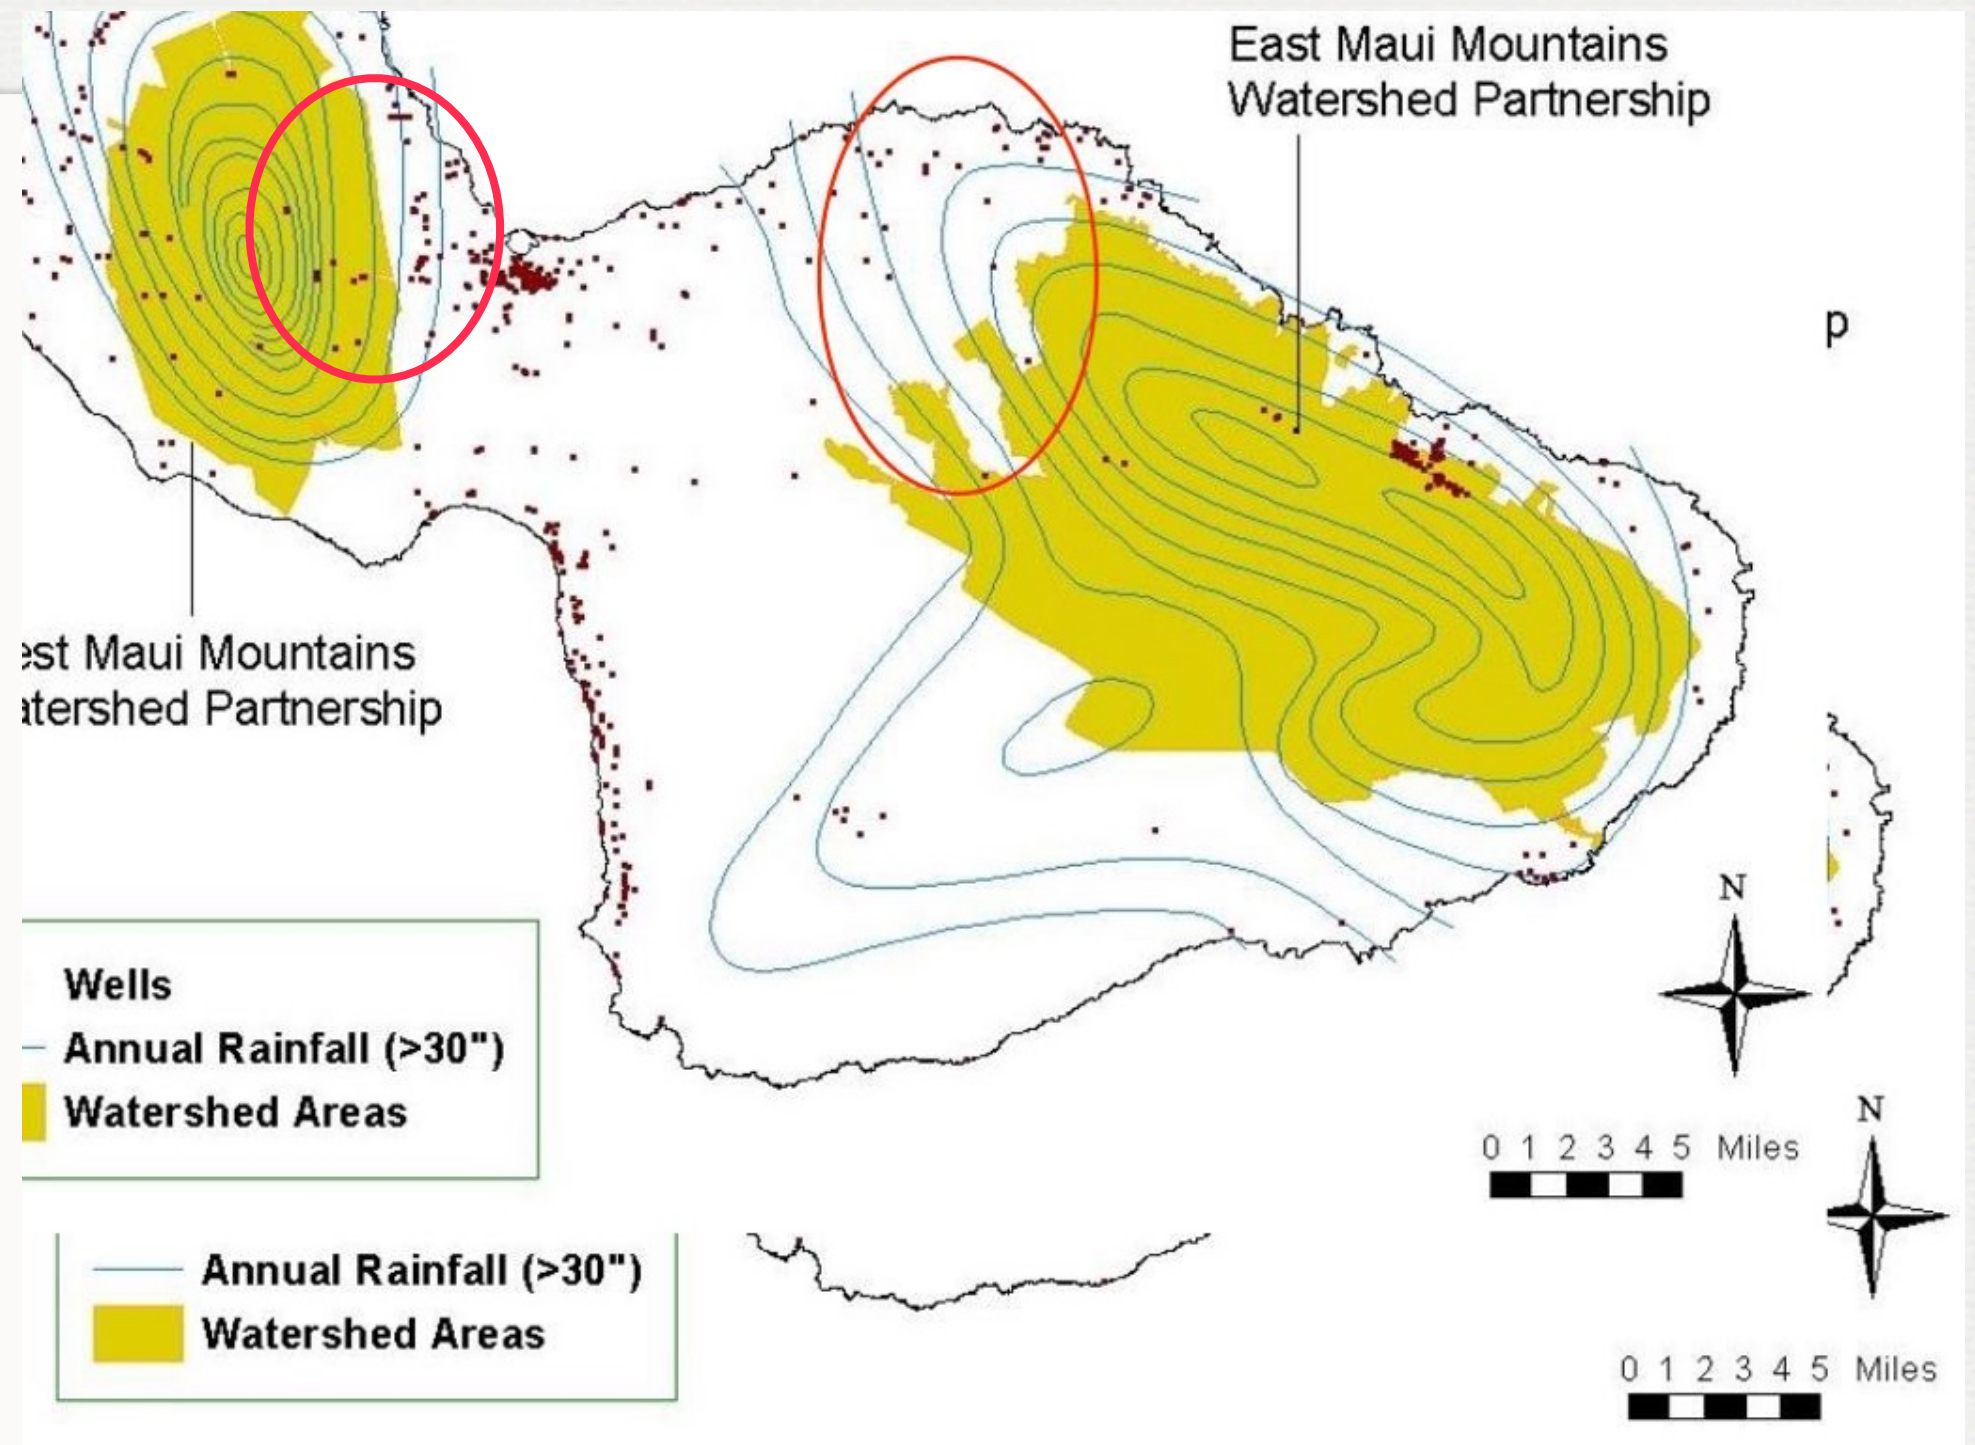 East Maui Mountains
Watershed Partnership
p
est Maui Mountains
atershed Partnership
N
Wells
Annual Rainfall (>30")
Watershed Areas
0 1 2 3 4 5 Miles
N
Annual Rainfall (>30")
Watershed Areas
0 1 2 3 4 5 Miles